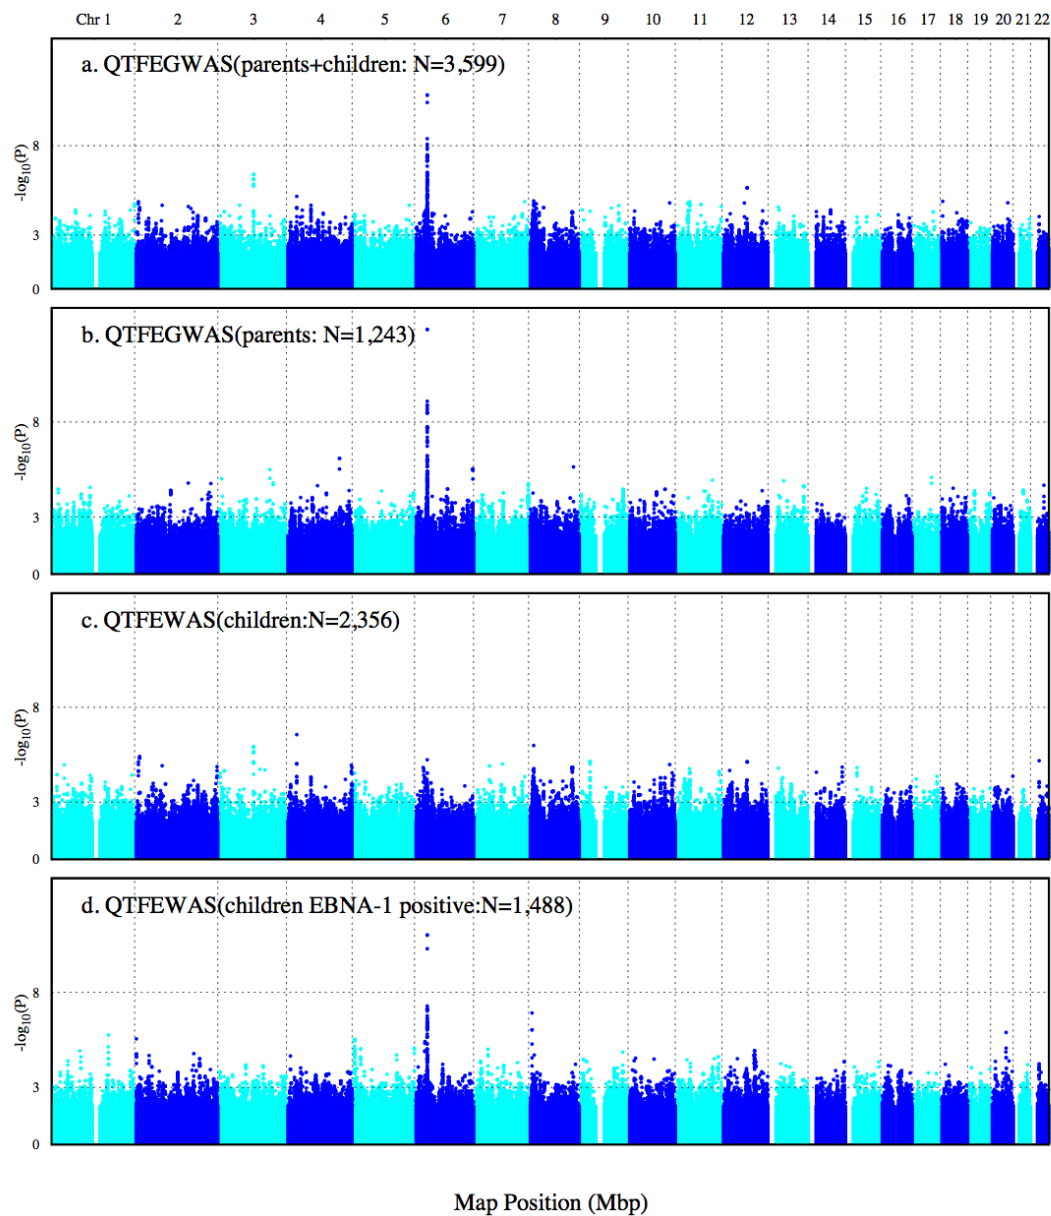 Chr 1 2 3 4 5 6 7 8 9 10 11 12 13 14 15 16 17 18 19 20 21 22
a. QTFEGWAS(parents+children: N=3,599)
8
-log10(P)
3
0
b. QTFEGWAS(parents: N=1,243)
8
-log10(P)
3
0
c. QTFEWAS(children:N=2,356)
8
-log10(P)
3
0
d. QTFEWAS(children EBNA-1 positive:N=1,488)
8
-log10(P)
3
0
Map Position (Mbp)